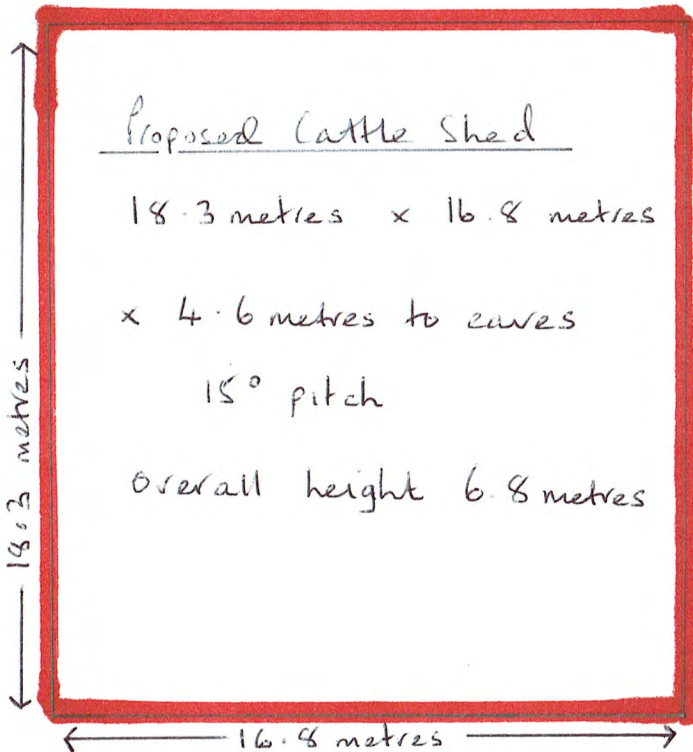 Proposed Cattle Shed
18.3 metres x 16.8 metres
x 4.6 metres to eaves
15° pitch
overall height 6.8 metres
18.3 metres
16.8 metres